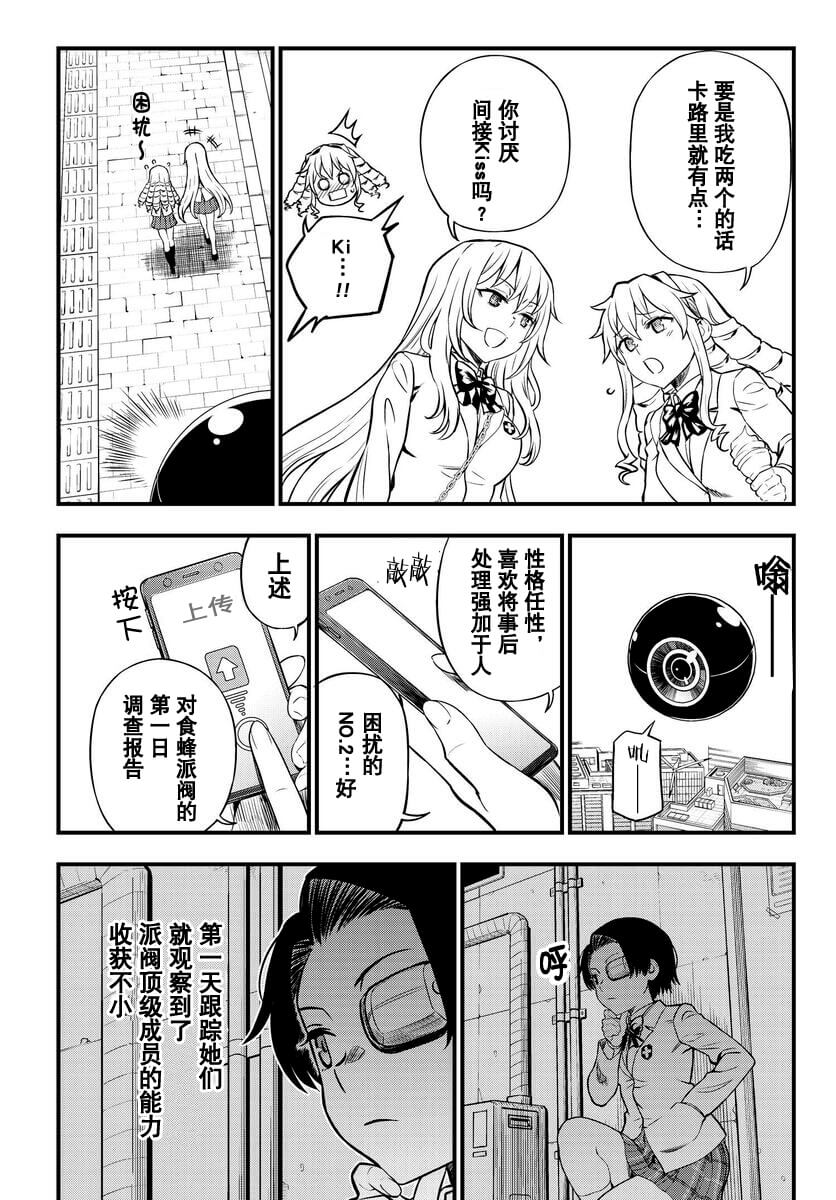 要是我吃两个的话
卡路里就有点…
你讨厌
间接Kiss吗?
Ki
…!!
困扰~
嗡——
吼——
性格任性,
喜欢将事后
处理强加于人
敲敲
困扰的
NO.2…好
上述
上传
按下
对食蜂派阀的
第一日
调查报告
呼
第一天跟踪她们
就观察到了
派阀顶级成员的能力
收获不小